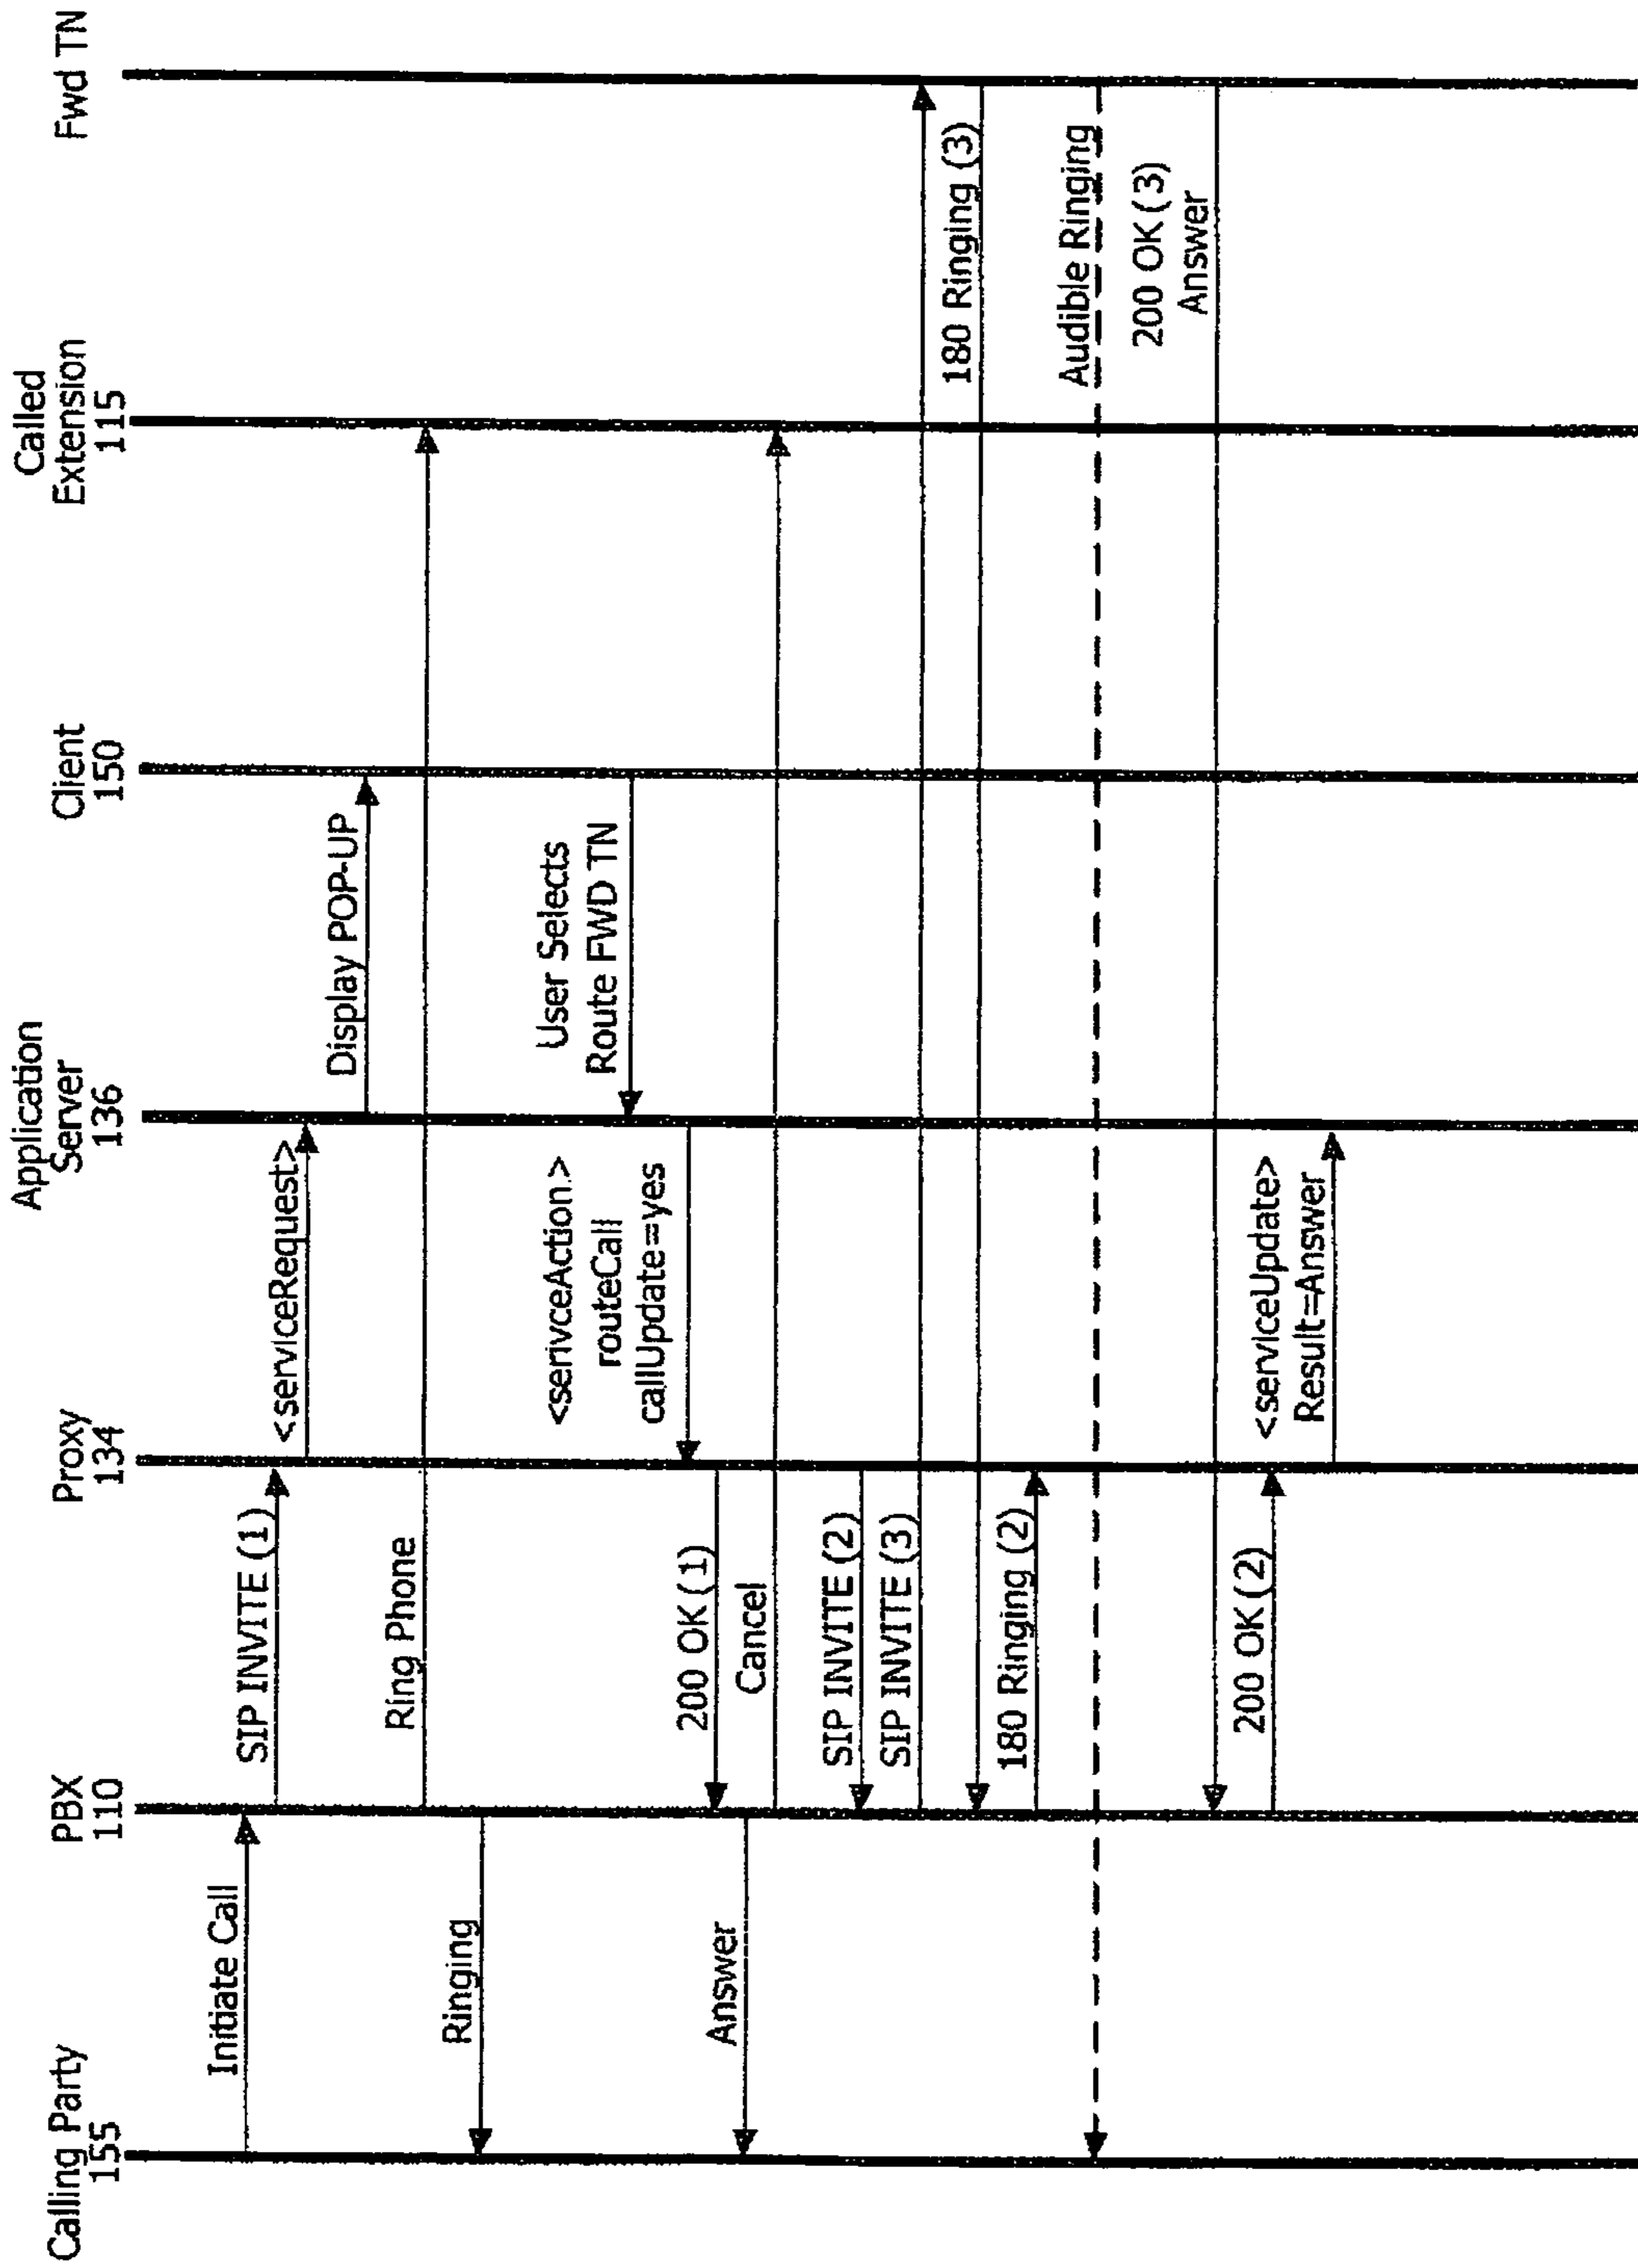 Calling Party
155
PBX
110
Proxy
134
Application
Server
136
Client
150
Called
Extension
115
Fwd TN
Initiate Call
SIP INVITE (1)
<serviceRequest>
Display POP-UP
Ring Phone
Ringing
User Selects
Route FWD TN
<serivceAction>
routeCall
callUpdate=yes
200 OK (1)
Answer
Cancel
SIP INVITE (2)
SIP INVITE (3)
180 Ringing (3)
180 Ringing (2)
Audible Ringing
200 OK (3)
Answer
200 OK (2)
<serviceUpdate>
Result=Answer